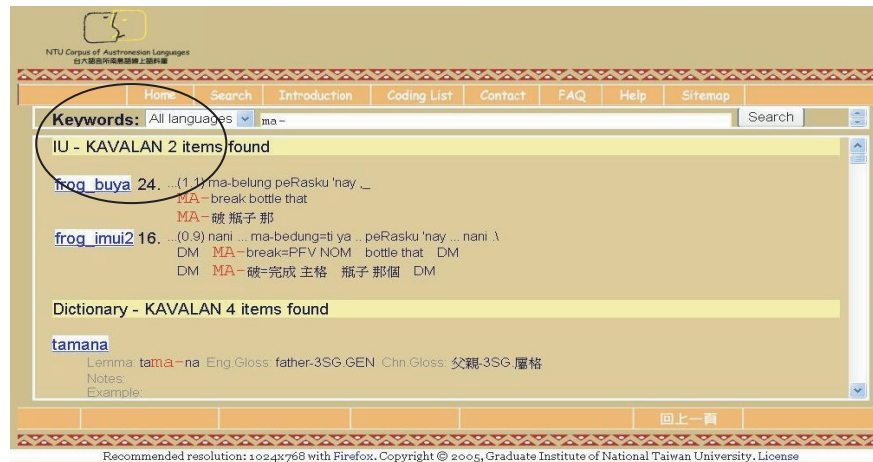 NTU Corpus of Austronesian Languages
台大語言所南島語線上語料庫
Home Search Introduction Coding List Contact FAQ Help Sitemap
Keywords: All languages ma- Search
IU - KAVALAN 2 items found
frog_buya 24. ...(1.1) ma-belung peRasku 'nay ,_
MA-break bottle that
MA-破 瓶子 那
frog_imui2 16. ...(0.9) nani ... ma-bedung=ti ya .. peRasku 'nay ... nani .\
DM MA-break=PFV NOM bottle that DM
DM MA-破=完成 主格 瓶子 那個 DM
Dictionary - KAVALAN 4 items found
tamana
Lemma: tama-na Eng.Gloss: father-3SG.GEN Chn.Gloss: 父親-3SG.屬格
Notes:
Example:
回上一頁
Recommended resolution: 1024x768 with Firefox. Copyright © 2005, Graduate Institute of National Taiwan University. License